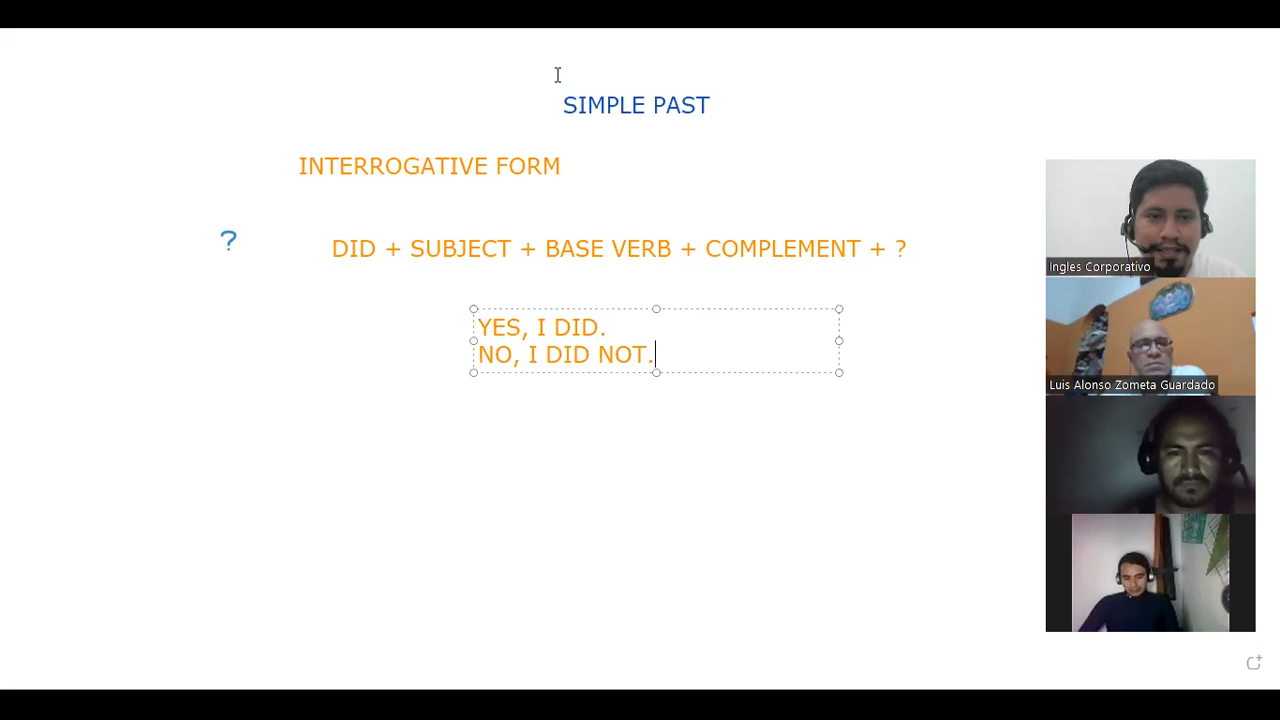 SIMPLE PAST
INTERROGATIVE FORM
?
DID + SUBJECT + BASE VERB + COMPLEMENT + ?
YES, I DID.
NO, I DID NOT.
Ingles Corporativo
Luis Alonso Zometa Guardado